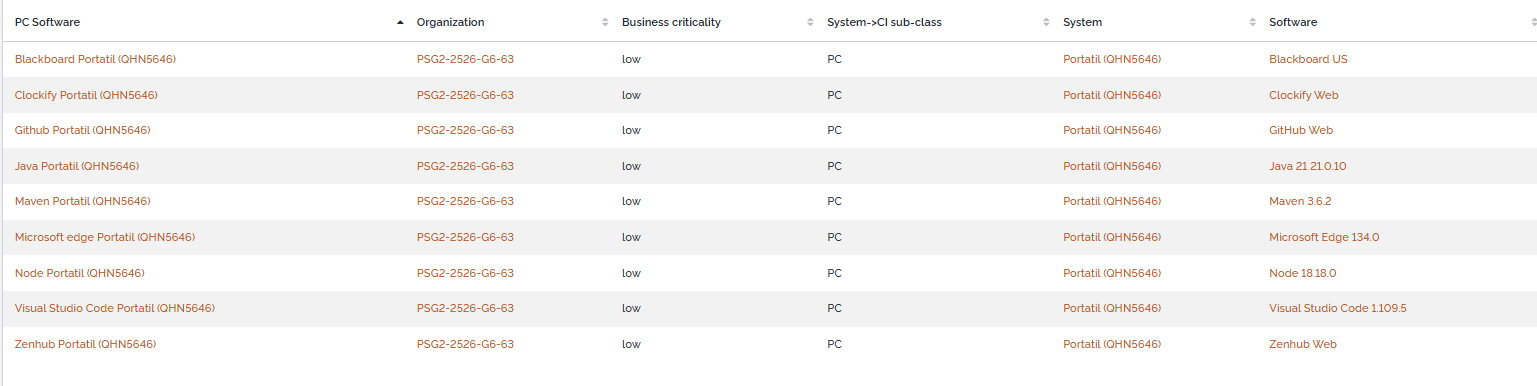 PC Software Organization Business criticality System->CI sub-class System Software
Blackboard Portatil (QHN5646) PSG2-2526-G6-63 low PC Portatil (QHN5646) Blackboard US
Clockify Portatil (QHN5646) PSG2-2526-G6-63 low PC Portatil (QHN5646) Clockify Web
Github Portatil (QHN5646) PSG2-2526-G6-63 low PC Portatil (QHN5646) GitHub Web
Java Portatil (QHN5646) PSG2-2526-G6-63 low PC Portatil (QHN5646) Java 21 21.0.10
Maven Portatil (QHN5646) PSG2-2526-G6-63 low PC Portatil (QHN5646) Maven 3.6.2
Microsoft edge Portatil (QHN5646) PSG2-2526-G6-63 low PC Portatil (QHN5646) Microsoft Edge 134.0
Node Portatil (QHN5646) PSG2-2526-G6-63 low PC Portatil (QHN5646) Node 18.18.0
Visual Studio Code Portatil (QHN5646) PSG2-2526-G6-63 low PC Portatil (QHN5646) Visual Studio Code 1.109.5
Zenhub Portatil (QHN5646) PSG2-2526-G6-63 low PC Portatil (QHN5646) Zenhub Web